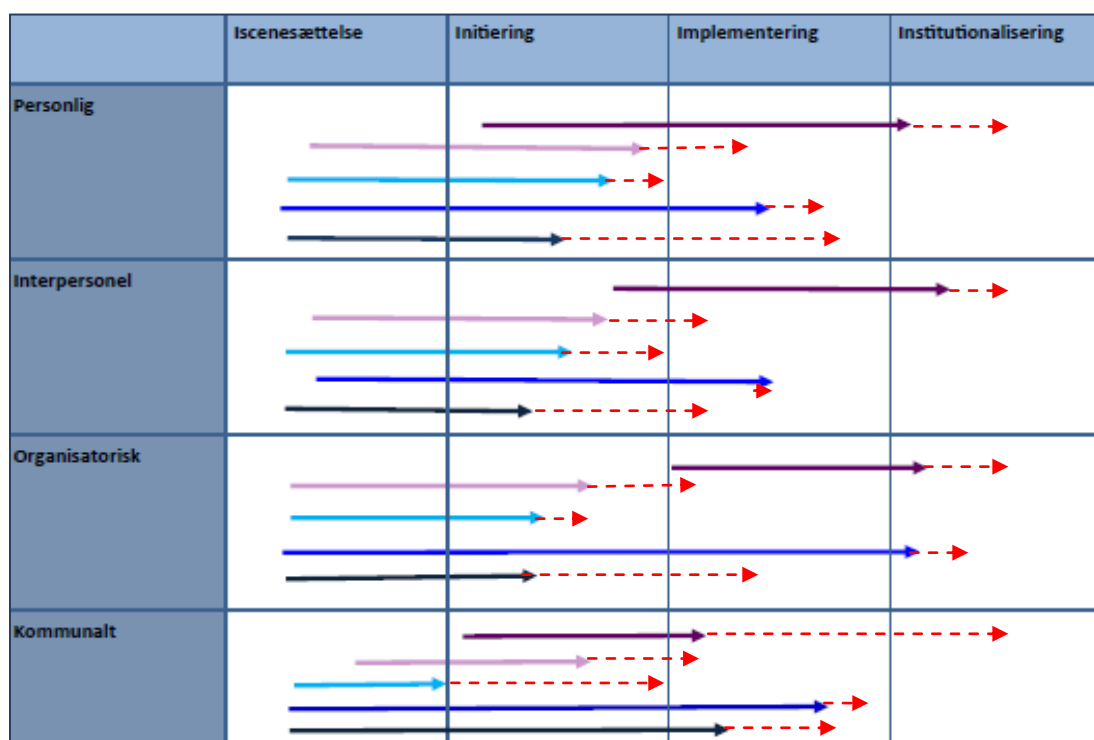 Iscenesættelse
Initiering
Implementering
Institutionalisering
Personlig
Interpersonel
Organisatorisk
Kommunalt